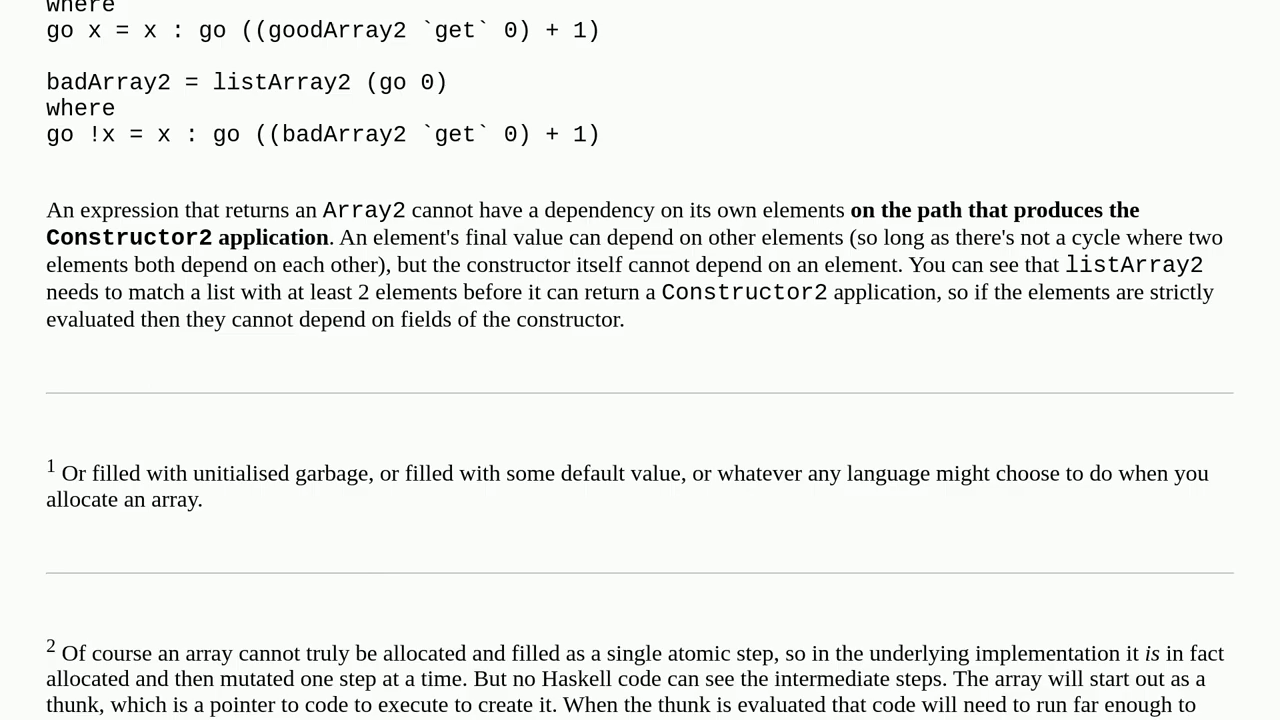 where
go x = x : go ((goodArray2 `get` 0) + 1)
badArray2 = listArray2 (go 0)
where
go !x = x : go ((badArray2 `get` 0) + 1)
An expression that returns an Array2 cannot have a dependency on its own elements on the path that produces the
Constructor2 application. An element's final value can depend on other elements (so long as there's not a cycle where two
elements both depend on each other), but the constructor itself cannot depend on an element. You can see that listArray2
needs to match a list with at least 2 elements before it can return a Constructor2 application, so if the elements are strictly
evaluated then they cannot depend on fields of the constructor.
1 Or filled with unitialised garbage, or filled with some default value, or whatever any language might choose to do when you
allocate an array.
2 Of course an array cannot truly be allocated and filled as a single atomic step, so in the underlying implementation it is in fact
allocated and then mutated one step at a time. But no Haskell code can see the intermediate steps. The array will start out as a
thunk, which is a pointer to code to execute to create it. When the thunk is evaluated that code will need to run far enough to